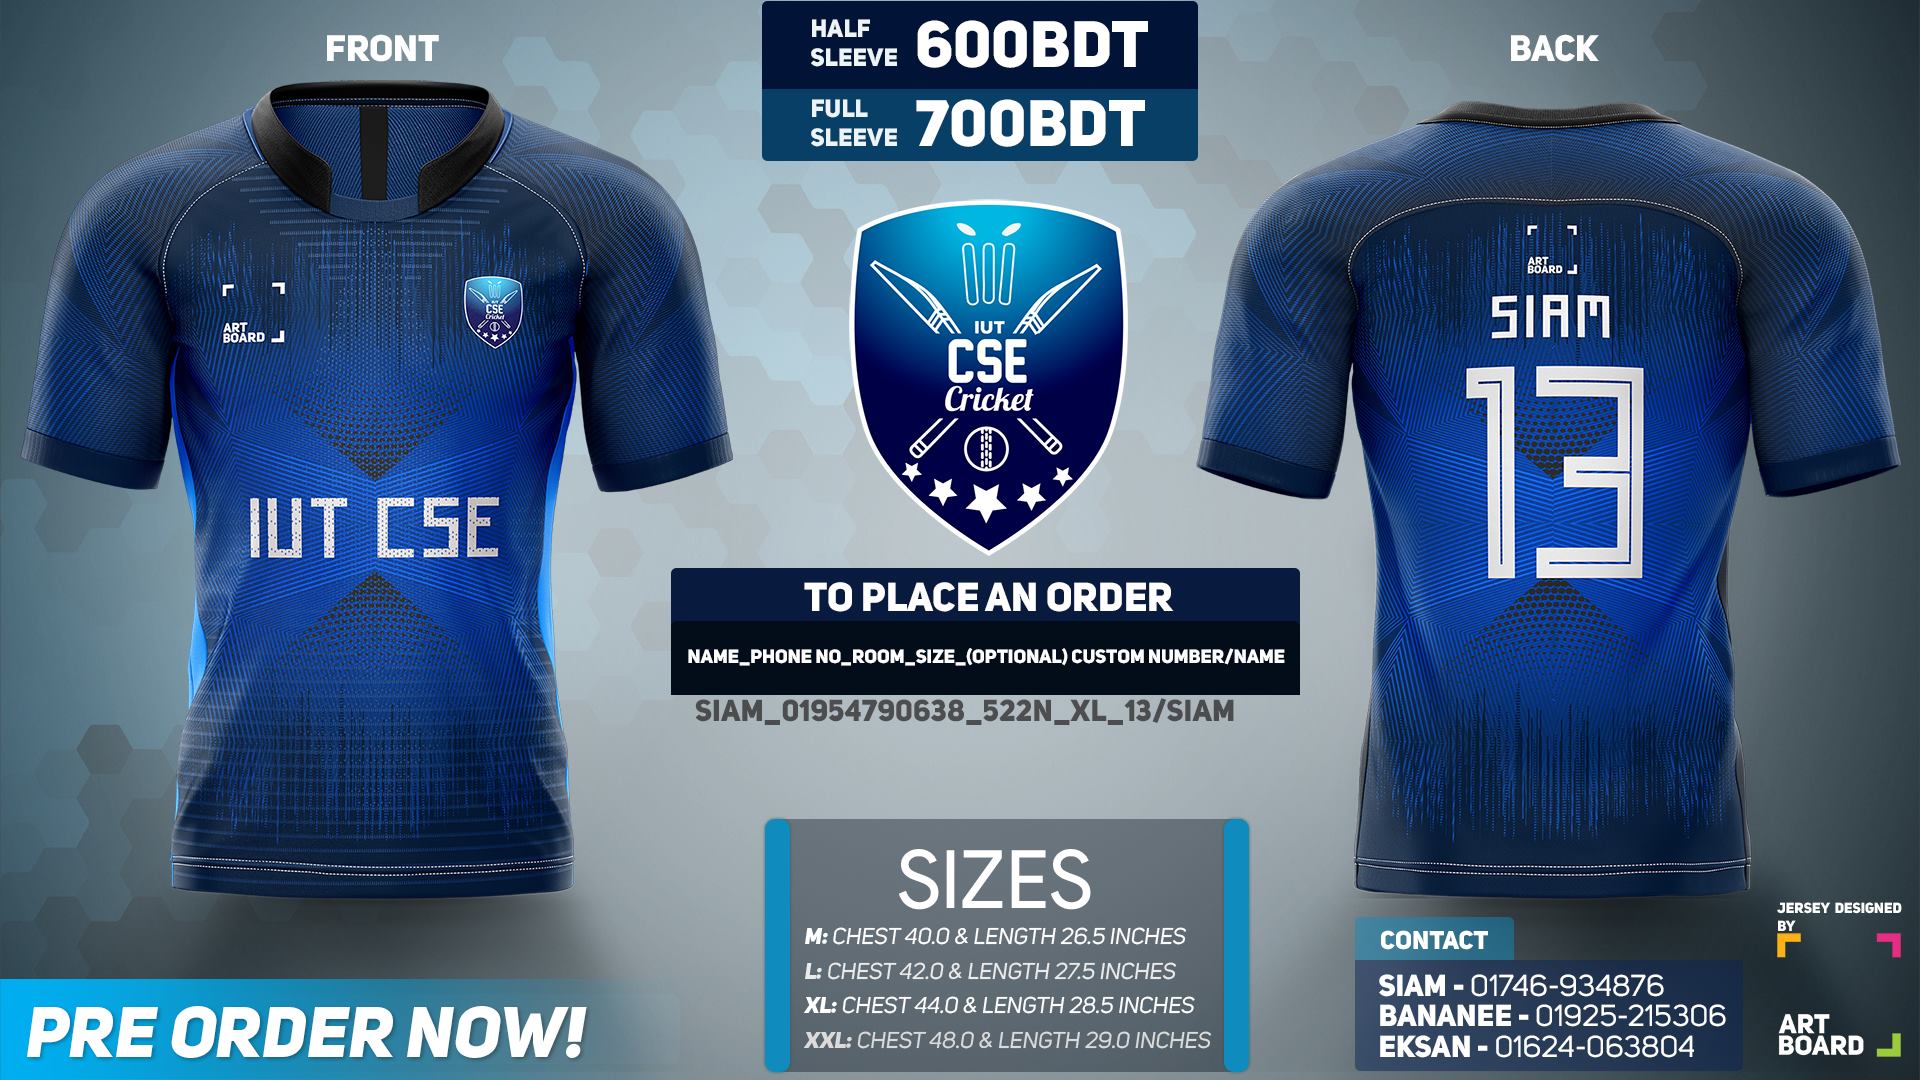 FRONT
HALF
SLEEVE 600BDT
FULL
SLEEVE 700BDT
BACK
ART
BOARD
IUT
CSE
Cricket
IUT CSE
IUT
CSE
Cricket
ART
BOARD
SIAM
13
TO PLACE AN ORDER
NAME_PHONE NO_ROOM_SIZE_(OPTIONAL) CUSTOM NUMBER/NAME
SIAM_01954790638_522N_XL_13/SIAM
SIZES
M: CHEST 40.0 & LENGTH 26.5 INCHES
L: CHEST 42.0 & LENGTH 27.5 INCHES
XL: CHEST 44.0 & LENGTH 28.5 INCHES
XXL: CHEST 48.0 & LENGTH 29.0 INCHES
PRE ORDER NOW!
CONTACT
SIAM - 01746-934876
BANANEE - 01925-215306
EKSAN - 01624-063804
JERSEY DESIGNED
BY
ART
BOARD